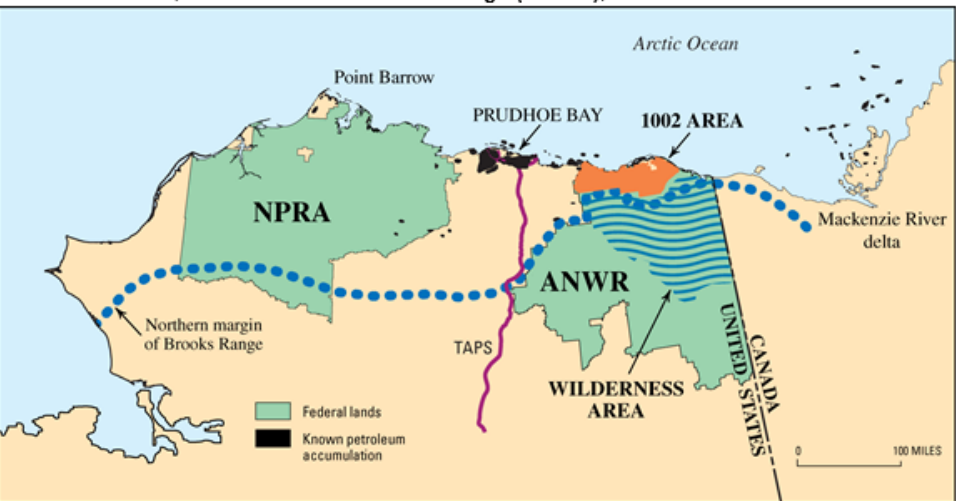 Arctic Ocean
Point Barrow
PRUDHOE BAY
1002 AREA
NPRA
Mackenzie River
delta
ANWR
Northern margin
of Brooks Range
TAPS
WILDERNESS
AREA
UNITED STATES
CANADA
Federal lands
Known petroleum
accumulation
0
100 MILES